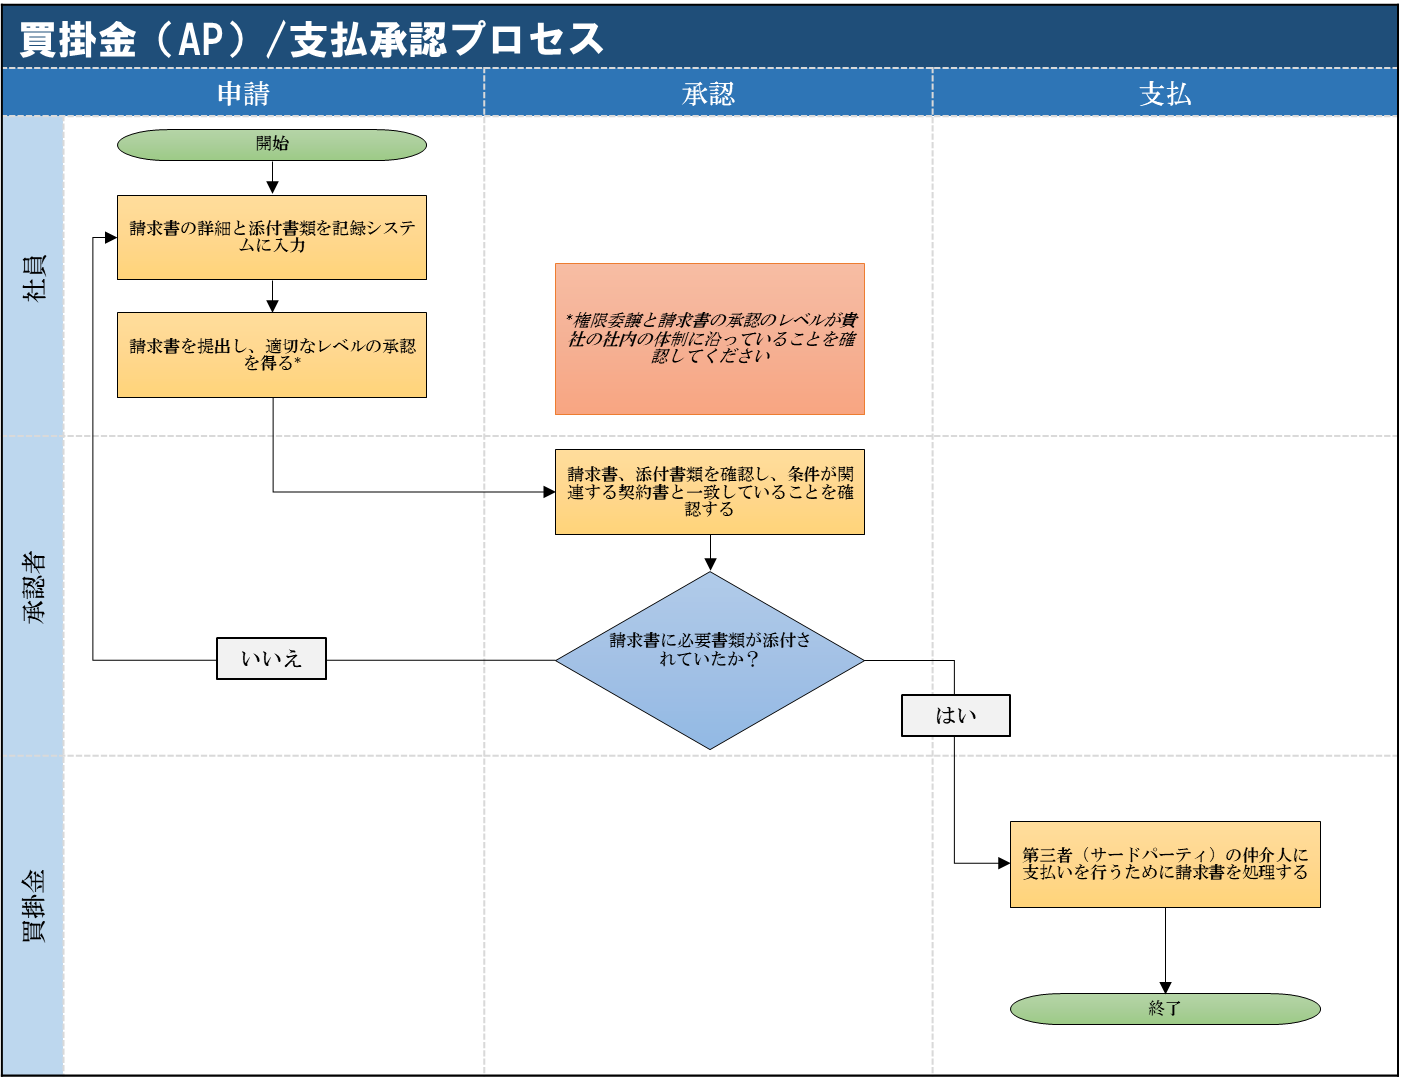 買掛金（AP）/支払承認プロセス
申請
承認
支払
社員
開始
請求書の詳細と添付書類を記録システ
ムに入力
請求書を提出し、適切なレベルの承認
を得る*
*権限委譲と請求書の承認のレベルが貴
社の社内の体制に沿っていることを確
認してください
承認者
請求書、添付書類を確認し、条件が関
連する契約書と一致していることを確
認する
請求書に必要書類が添付さ
れていたか？
いいえ
はい
買掛金
第三者（サードパーティ）の仲介人に
支払いを行うために請求書を処理する
終了